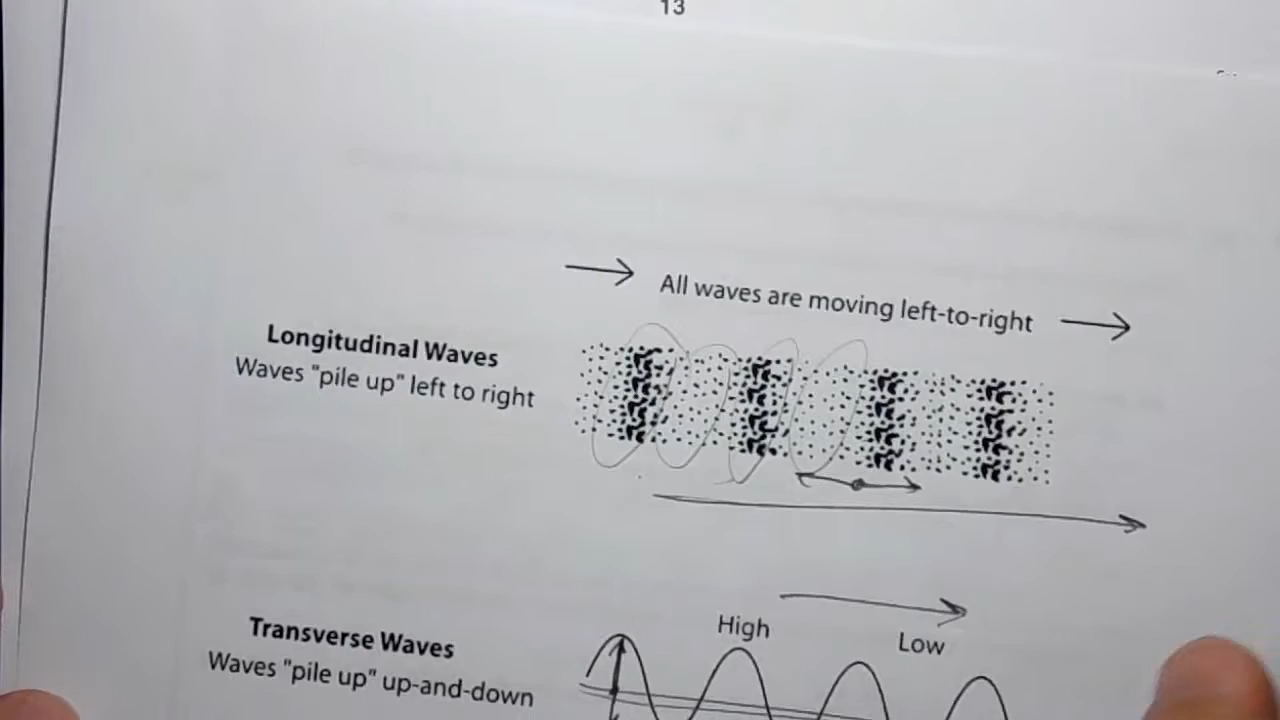 13
All waves are moving left-to-right
Longitudinal Waves
Waves "pile up" left to right
High
Low
Transverse Waves
Waves "pile up" up-and-down